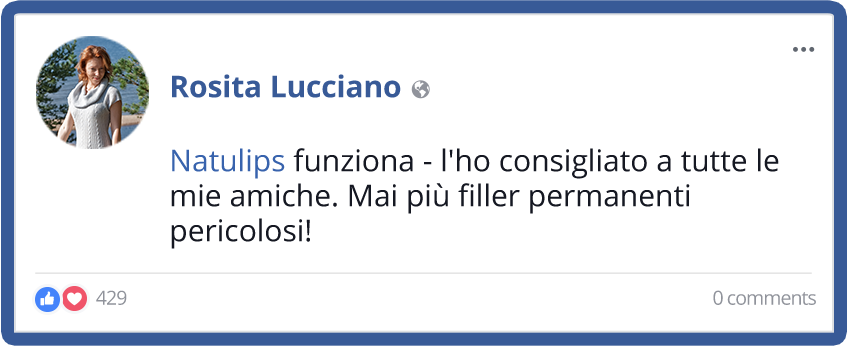 Rosita Lucciano
Natulips funziona - l'ho consigliato a tutte le
mie amiche. Mai più filler permanenti
pericolosi!
429
0 comments